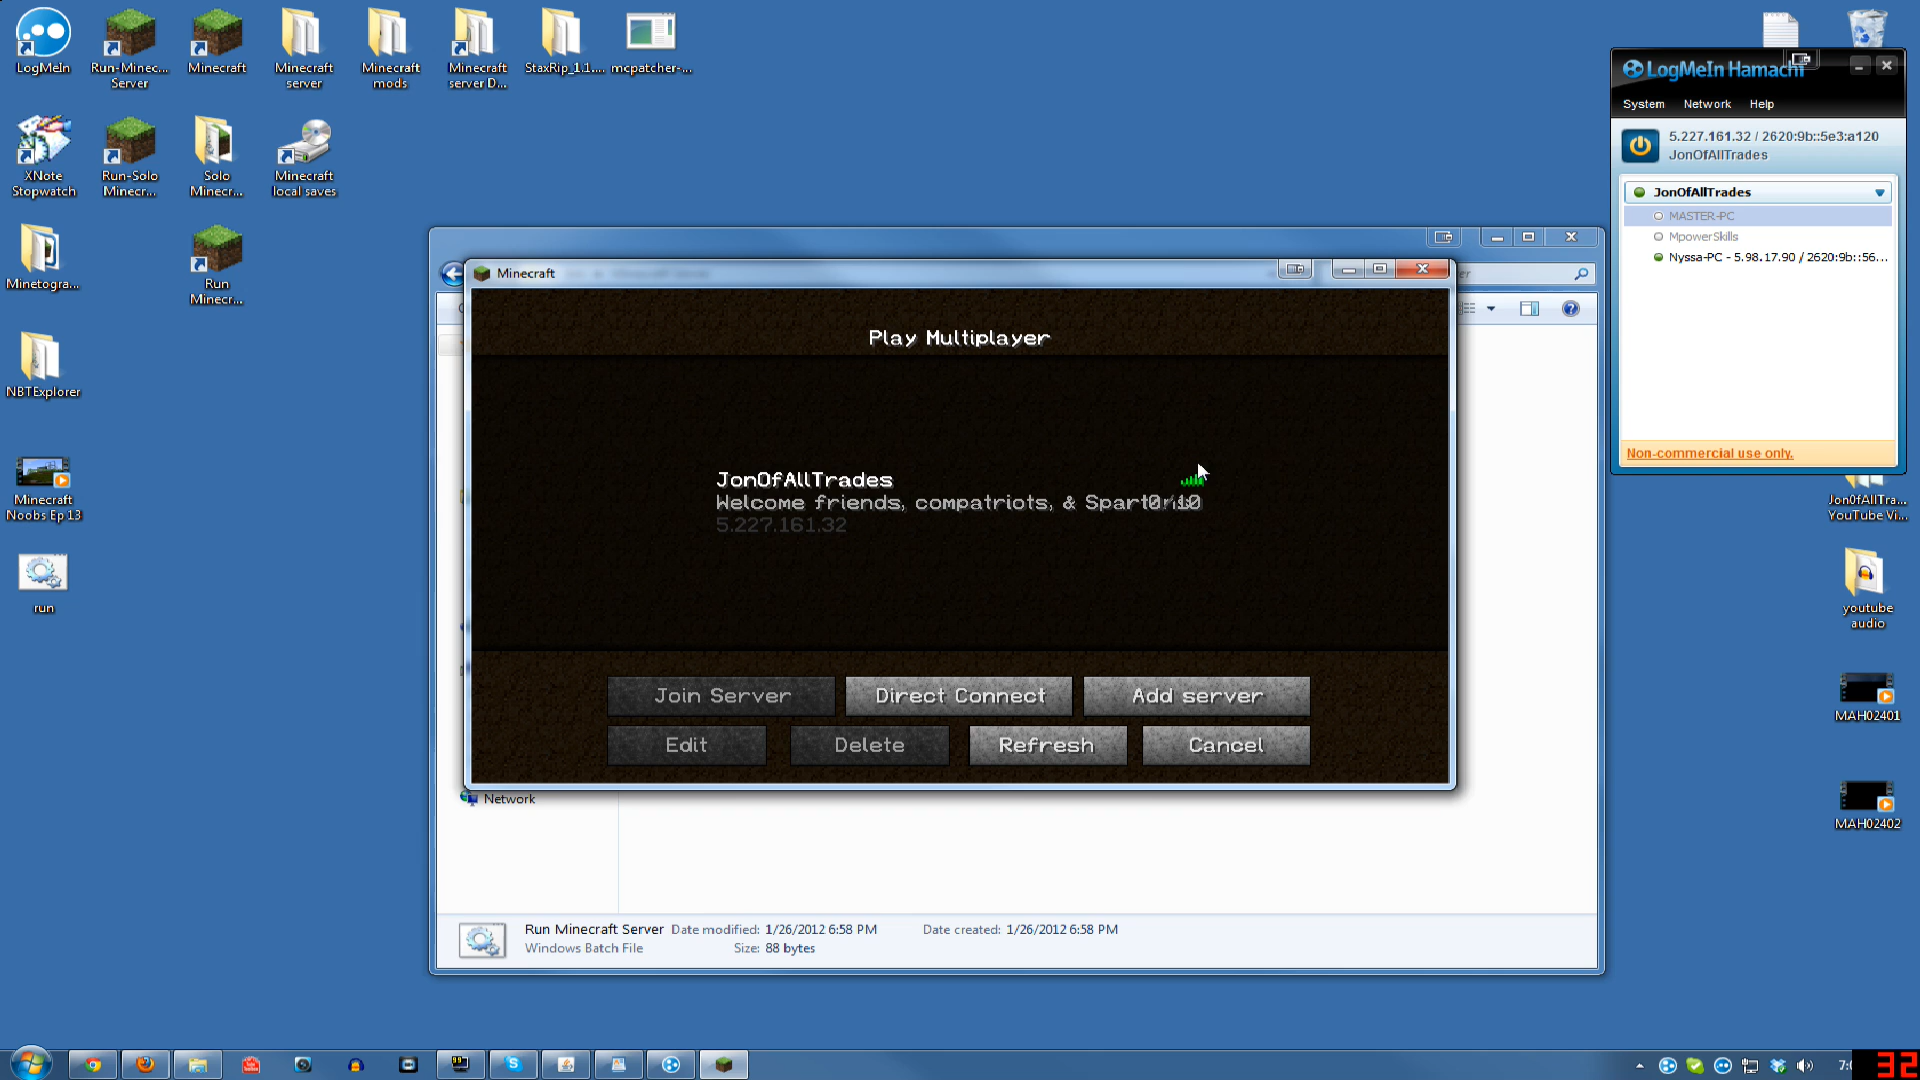 LogMeIn
Run-Minec...
Server
Minecraft
Minecraft
server
Minecraft
mods
Minecraft
server D...
StaxRip_1.1....
mcpatcher-...
XNote
Stopwatch
Run-Solo
Minecr...
Solo
Minecr...
Minecraft
local saves
Minetogra...
Run
Minecr...
NBTExplorer
Minecraft
Noobs Ep 13
run
LogMeIn Hamachi
System Network Help
5.227.161.32 / 2620:9b::5e3:a120
JonOfAllTrades
JonOfAllTrades
MASTER-PC
MpowerSkills
Nyssa-PC - 5.98.17.90 / 2620:9b::56...
Non-commercial use only.
JonOfAllTra...
YouTube Vi...
youtube
audio
MAH02401
MAH02402
Minecraft
Play Multiplayer
JonOfAllTrades
Welcome friends, compatriots, & Spartans! 0/10
5.227.161.32
Join Server
Direct Connect
Add server
Edit
Delete
Refresh
Cancel
Network
Run Minecraft Server Date modified: 1/26/2012 6:58 PM Date created: 1/26/2012 6:58 PM
Windows Batch File Size: 88 bytes
99
32